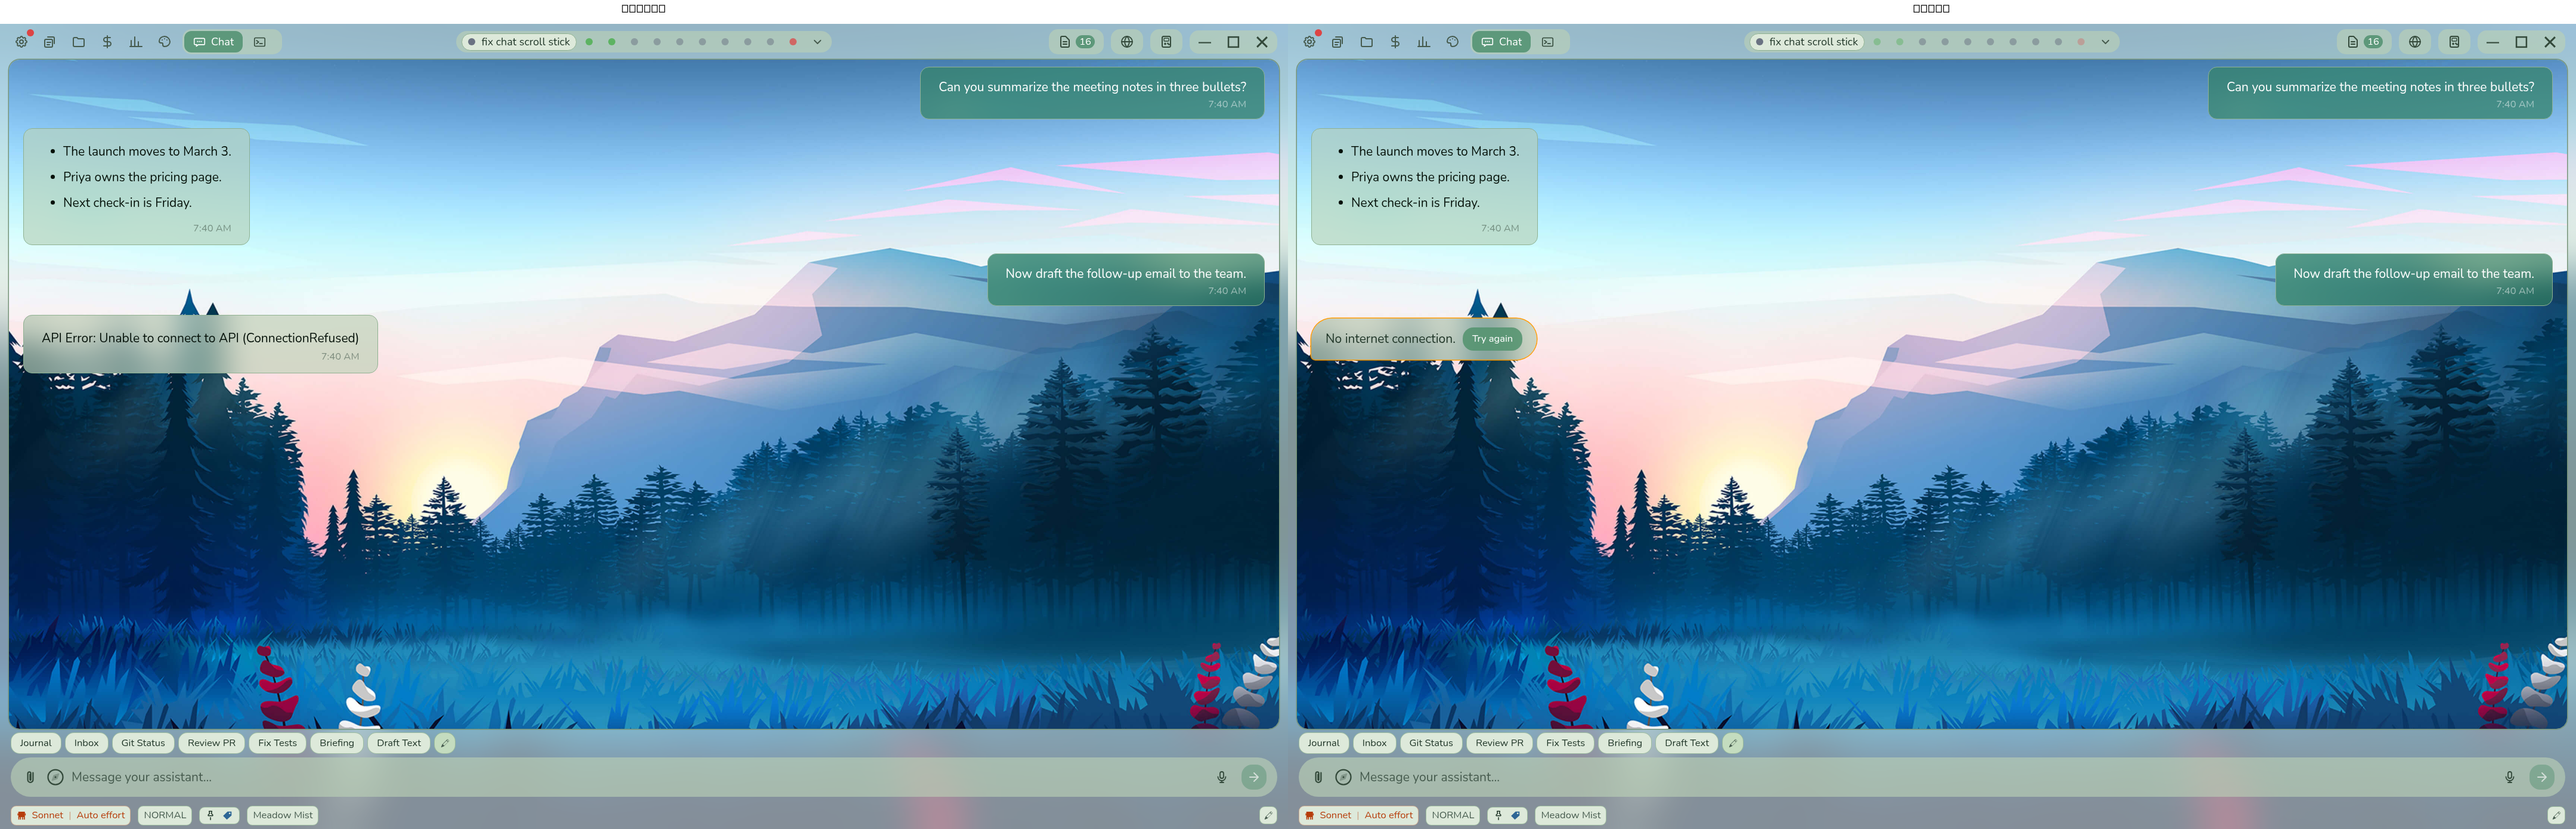 Chat
fix chat scroll stick
16
Can you summarize the meeting notes in three bullets?
7:40 AM
• The launch moves to March 3.
• Priya owns the pricing page.
• Next check-in is Friday.
7:40 AM
Now draft the follow-up email to the team.
7:40 AM
API Error: Unable to connect to API (ConnectionRefused)
7:40 AM
Journal Inbox Git Status Review PR Fix Tests Briefing Draft Text
Message your assistant...
Sonnet | Auto effort NORMAL Meadow Mist
Chat
fix chat scroll stick
16
Can you summarize the meeting notes in three bullets?
7:40 AM
• The launch moves to March 3.
• Priya owns the pricing page.
• Next check-in is Friday.
7:40 AM
Now draft the follow-up email to the team.
7:40 AM
No internet connection. Try again
Journal Inbox Git Status Review PR Fix Tests Briefing Draft Text
Message your assistant...
Sonnet | Auto effort NORMAL Meadow Mist